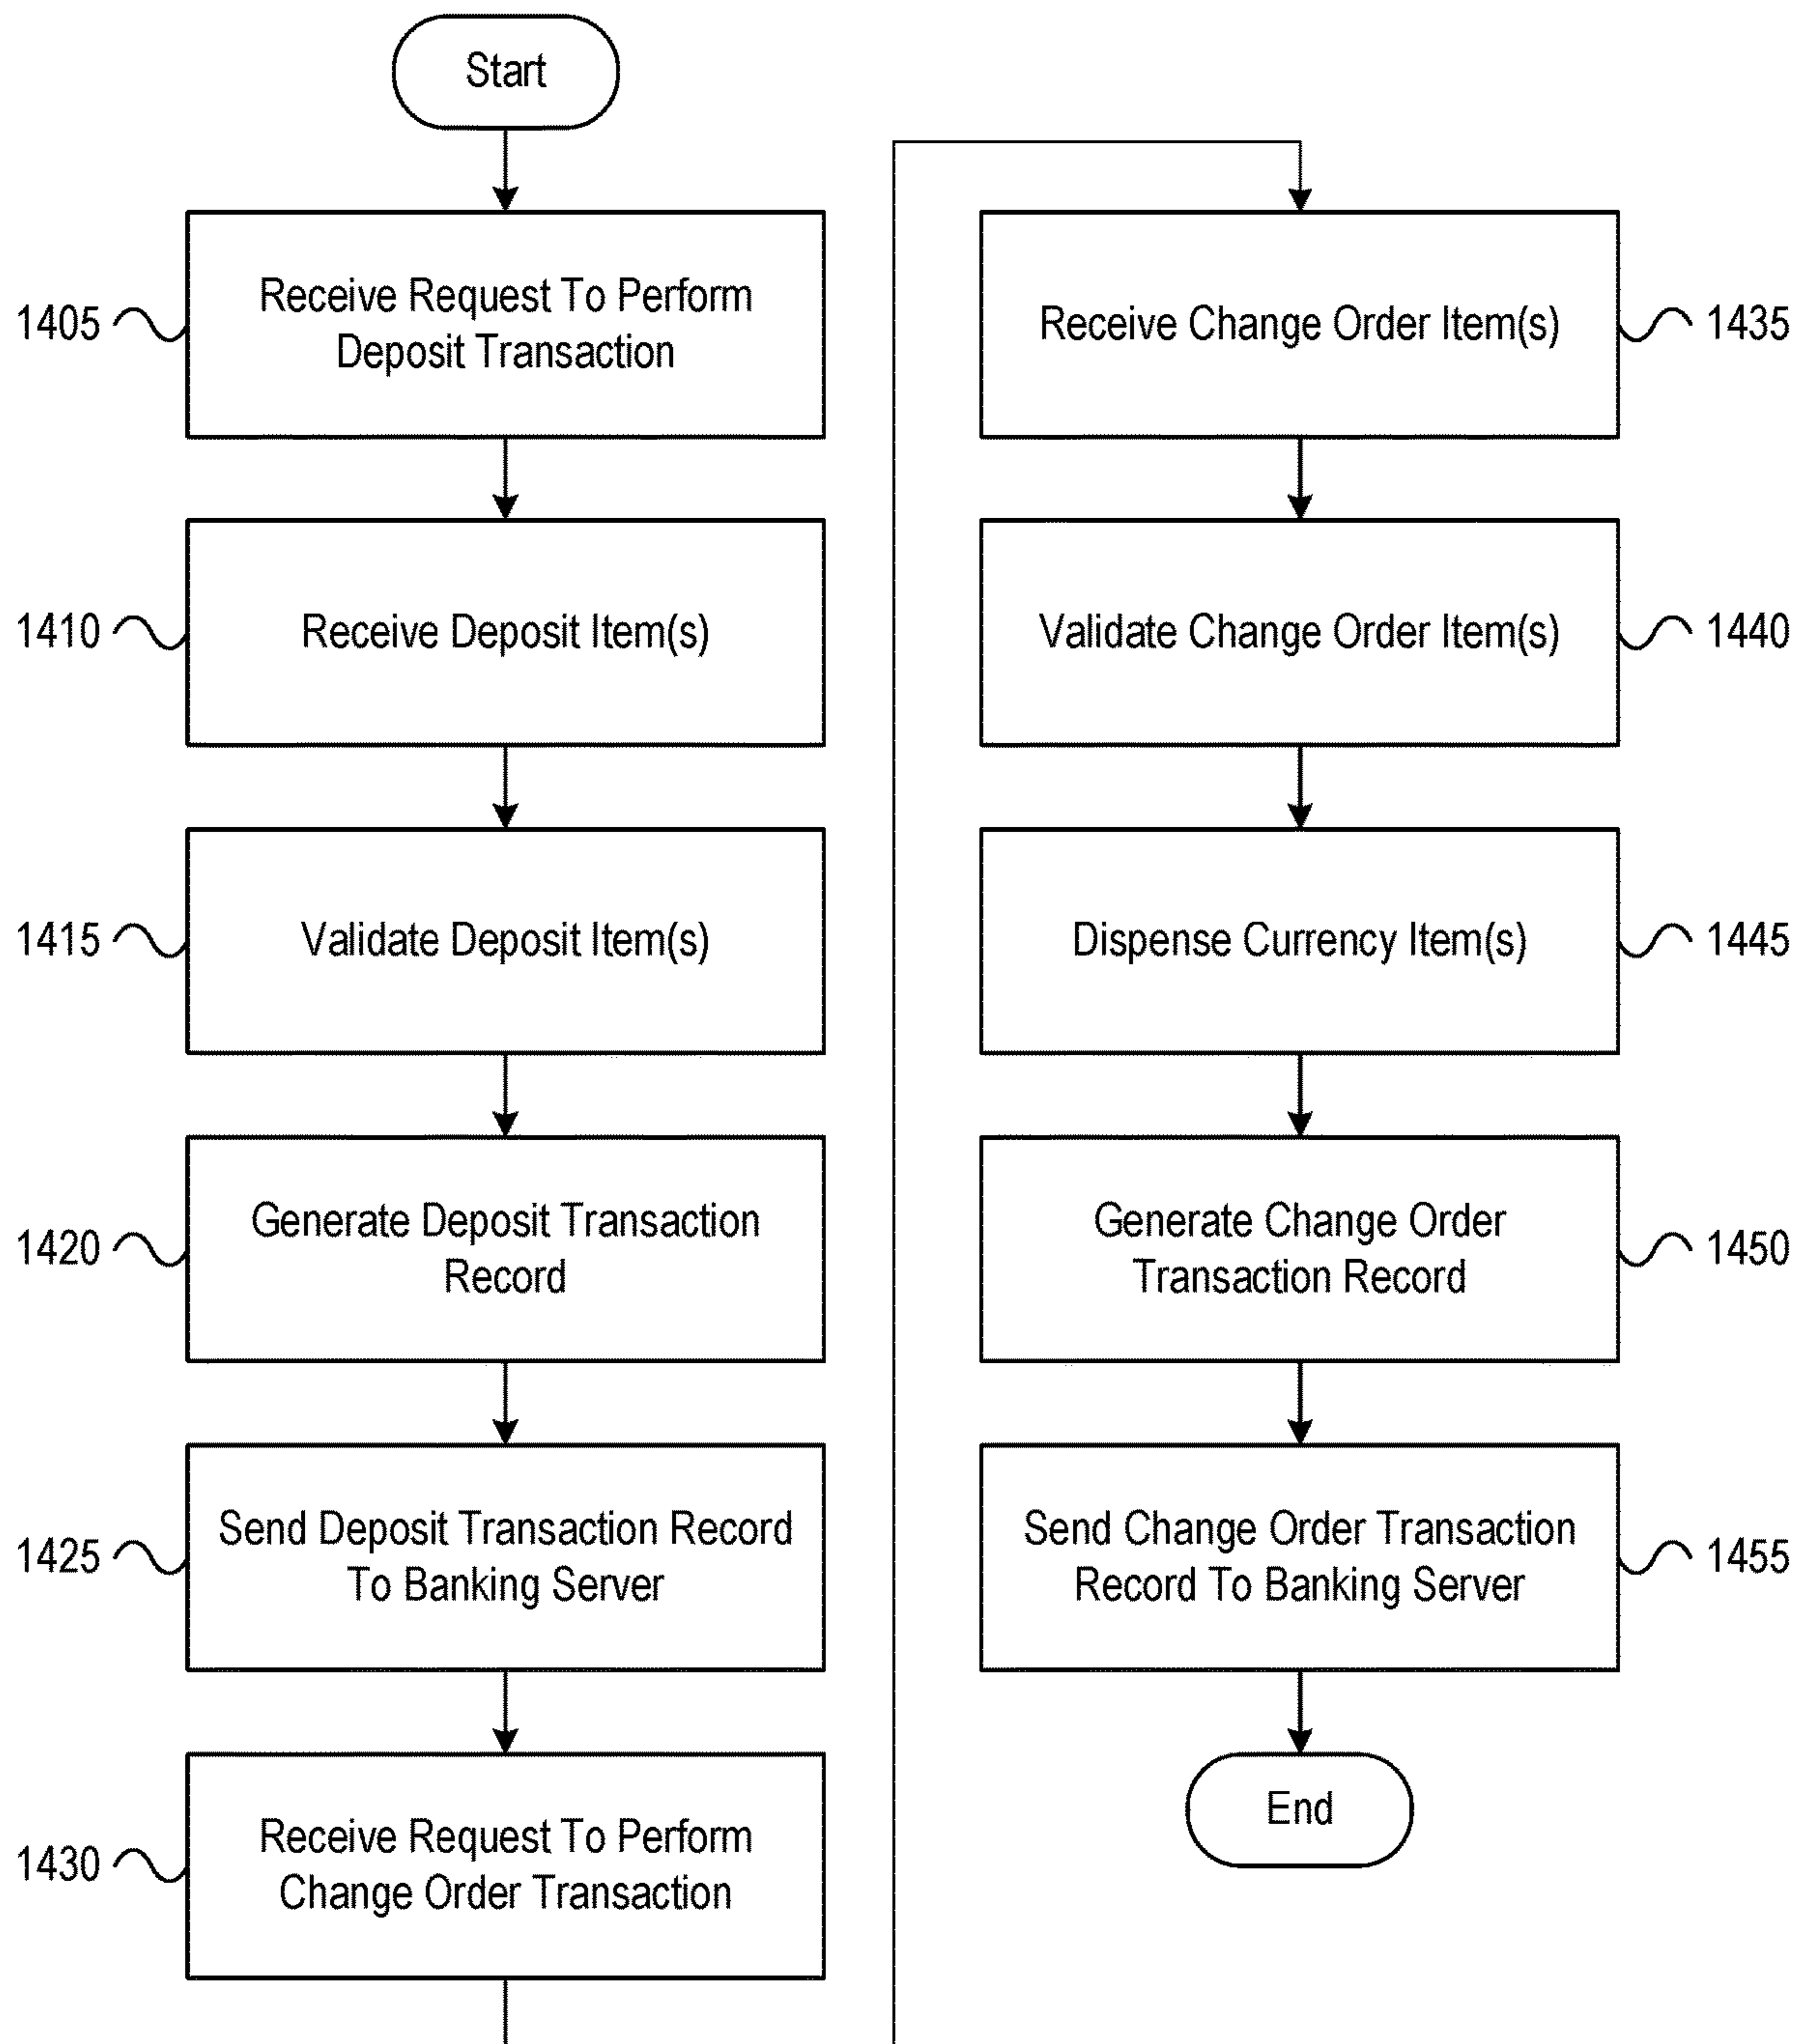 Start
1405
Receive Request To Perform
Deposit Transaction
1410
Receive Deposit Item(s)
1415
Validate Deposit Item(s)
1420
Generate Deposit Transaction
Record
1425
Send Deposit Transaction Record
To Banking Server
1430
Receive Request To Perform
Change Order Transaction
Receive Change Order Item(s)
1435
Validate Change Order Item(s)
1440
Dispense Currency Item(s)
1445
Generate Change Order
Transaction Record
1450
Send Change Order Transaction
Record To Banking Server
1455
End